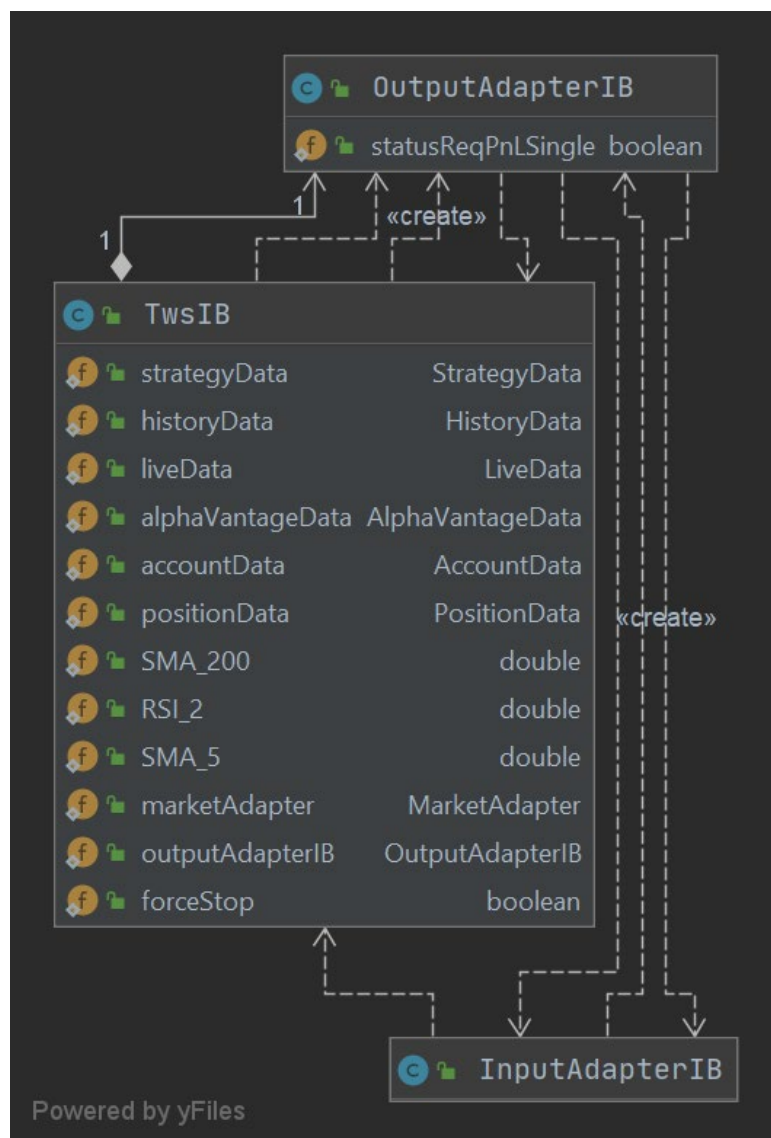 OutputAdapterIB
statusReqPnLSingle boolean
1
«create»
1
TwsIB
strategyData StrategyData
historyData HistoryData
liveData LiveData
alphaVantageData AlphaVantageData
accountData AccountData
positionData PositionData
«create»
SMA_200 double
RSI_2 double
SMA_5 double
marketAdapter MarketAdapter
outputAdapterIB OutputAdapterIB
forceStop boolean
InputAdapterIB
Powered by yFiles